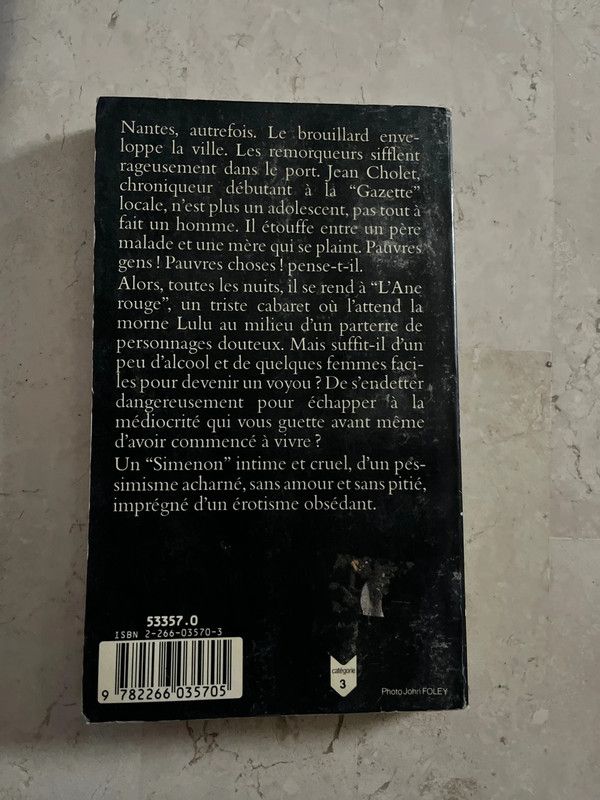 Nantes, autrefois. Le brouillard enve-
loppe la ville. Les remorqueurs sifflent
rageusement dans le port. Jean Cholet,
chroniqueur débutant à la “Gazette”
locale, n'est plus un adolescent, pas tout à
fait un homme. Il étouffe entre un père
malade et une mère qui se plaint. Pauvres
gens ! Pauvres choses ! pense-t-il.
Alors, toutes les nuits, il se rend à “L'Ane
rouge”, un triste cabaret où l'attend la
morne Lulu au milieu d'un parterre de
personnages douteux. Mais suffit-il d'un
peu d'alcool et de quelques femmes faci-
les pour devenir un voyou ? De s'endetter
dangereusement pour échapper à la
médiocrité qui vous guette avant même
d'avoir commencé à vivre ?
Un “Simenon” intime et cruel, d'un pes-
simisme acharné, sans amour et sans pitié,
imprégné d'un érotisme obsédant.
53357.0
ISBN 2-266-03570-3
9 782266 035705
catégorie
3
Photo John FOLEY